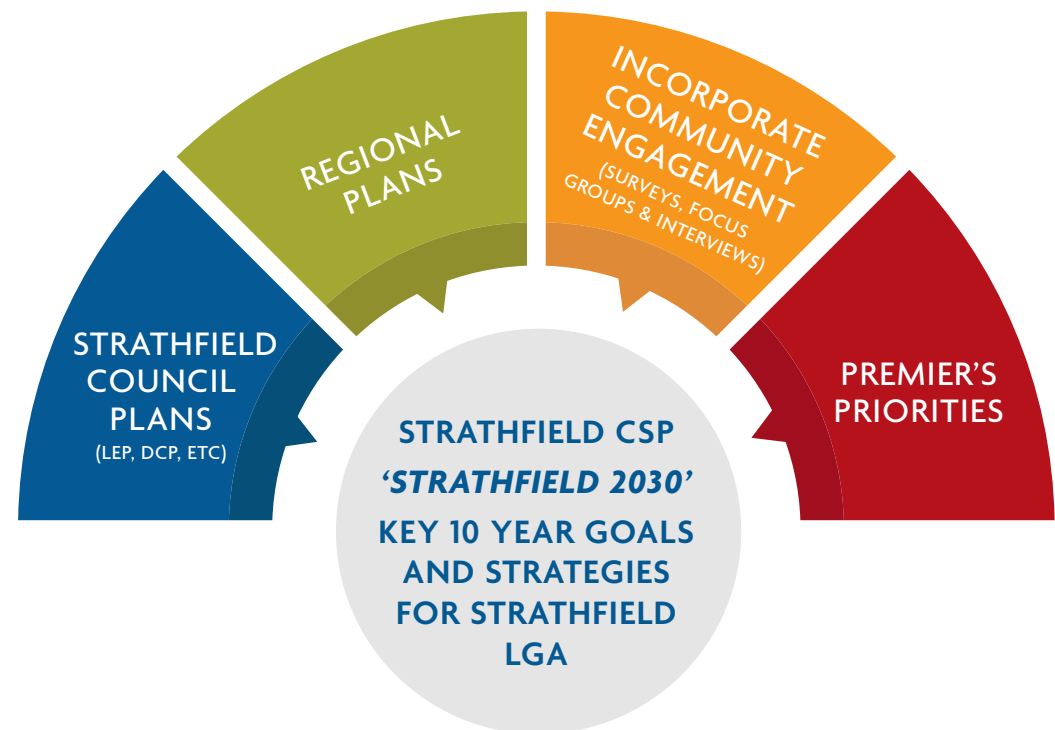 STRATHFIELD
COUNCIL
PLANS
(LEP, DCP, ETC)
REGIONAL
PLANS
INCORPORATE
COMMUNITY
ENGAGEMENT
(SURVEYS, FOCUS
GROUPS & INTERVIEWS)
PREMIER’S
PRIORITIES
STRATHFIELD CSP
‘STRATHFIELD 2030’
KEY 10 YEAR GOALS
AND STRATEGIES
FOR STRATHFIELD
LGA